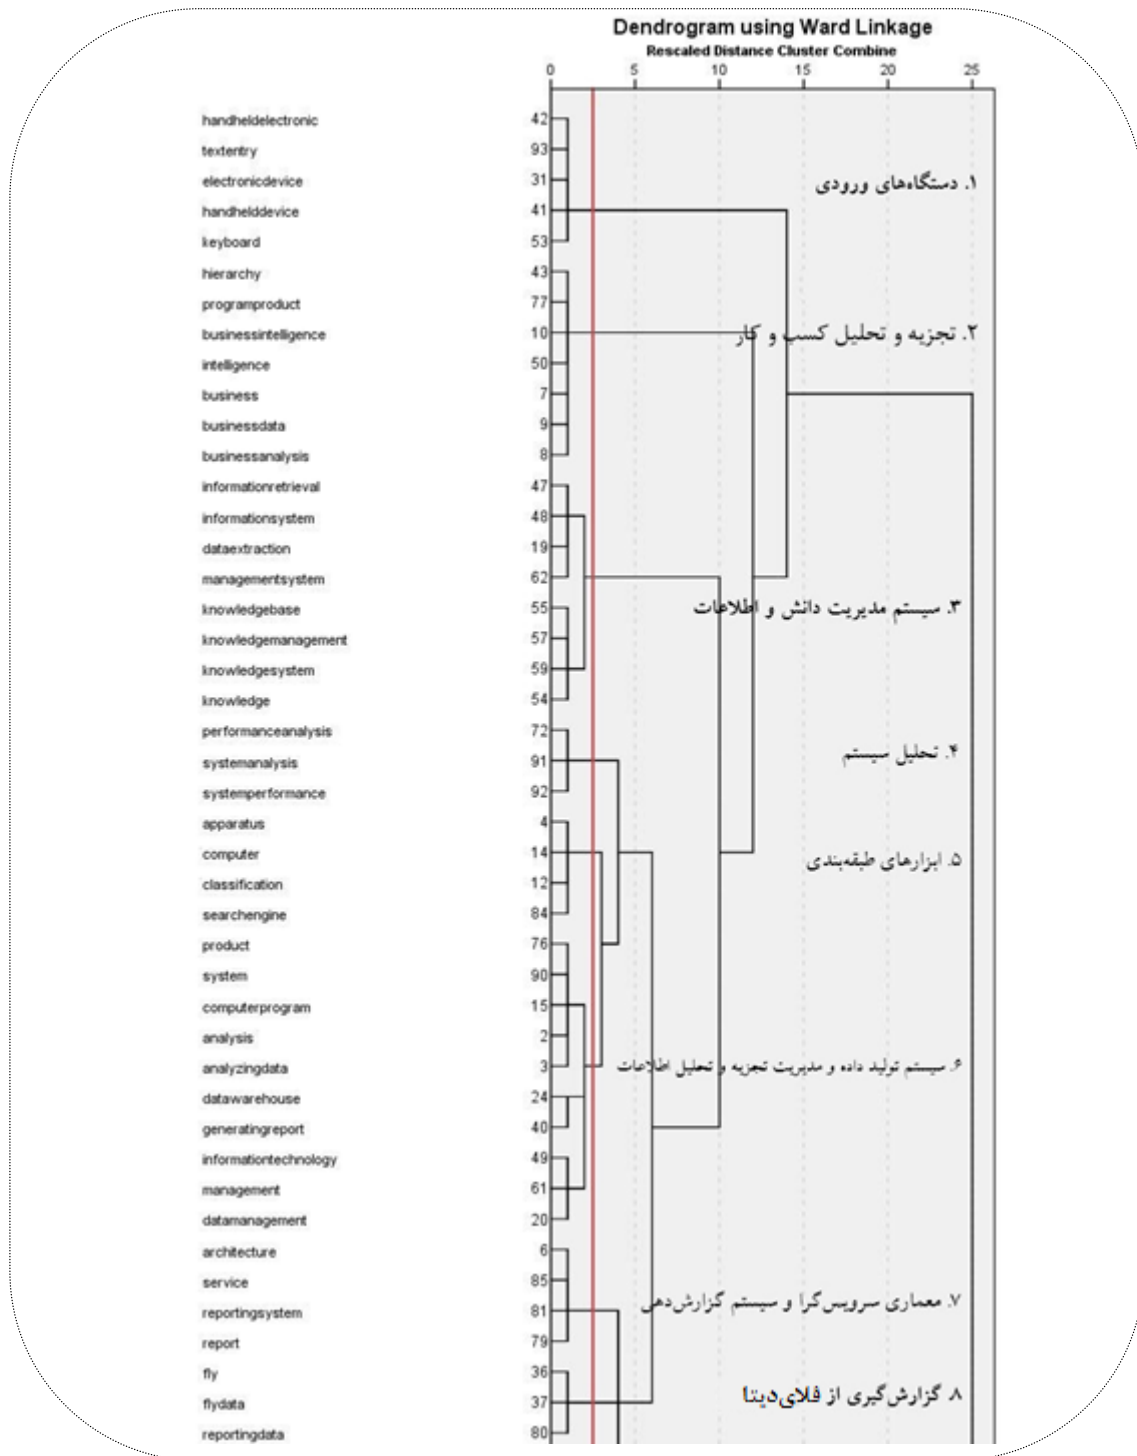 Dendrogram using Ward Linkage
Rescaled Distance Cluster Combine
0 5 10 15 20 25
handheldelectronic 42
textentry 93
electronicdevice 31
۱. دستگاه‌های ورودی
handhelddevice 41
keyboard 53
hierarchy 43
programproduct 77
businessintelligence 10
۲. تجزیه و تحلیل کسب و کار
intelligence 50
business 7
businessdata 9
businessanalysis 8
informationretrieval 47
informationsystem 48
dataextraction 19
managementsystem 62
knowledgebase 55
۳. سیستم مدیریت دانش و اطلاعات
knowledgemanagement 57
knowledgesystem 59
knowledge 54
performanceanalysis 72
۴. تحلیل سیستم
systemanalysis 91
systemperformance 92
apparatus 4
computer 14
۵. ابزارهای طبقه‌بندی
classification 12
searchengine 84
product 76
system 90
computerprogram 15
analysis 2
analyzingdata 3
۶. سیستم تولید داده و مدیریت تجزیه و تحلیل اطلاعات
datawarehouse 24
generatingreport 40
informationtechnology 49
management 61
datamanagement 20
architecture 6
service 85
reportingsystem 81
۷. معماری سرویس‌گرا و سیستم گزارش‌دهی
report 79
fly 36
flydata 37
۸. گزارش‌گیری از فلای‌دیتا
reportingdata 80